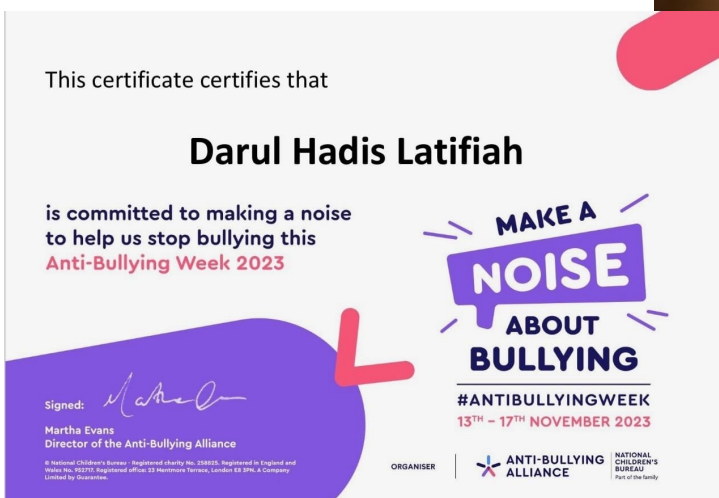 This certificate certifies that
Darul Hadis Latifiah
is committed to making a noise
to help us stop bullying this
Anti-Bullying Week 2023
MAKE A
NOISE
ABOUT
BULLYING
#ANTIBULLYINGWEEK
13TH – 17TH NOVEMBER 2023
Signed:
Martha Evans
Director of the Anti-Bullying Alliance
© National Children's Bureau - Registered charity No. 258825. Registered in England and
Wales No. 952717. Registered office: 23 Mentmore Terrace, London E8 3PN. A Company
Limited by Guarantee.
ORGANISER
ANTI-BULLYING
ALLIANCE
NATIONAL
CHILDREN'S
BUREAU
Part of the family